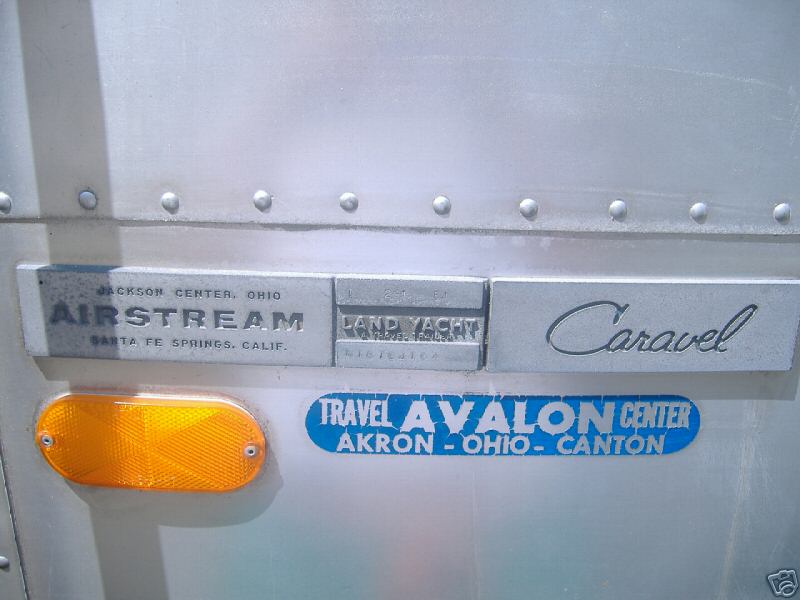 JACKSON CENTER, OHIO
AIRSTREAM
SANTA FE SPRINGS, CALIF.
LAND YACHT
Caravel
TRAVEL AVALON CENTER
AKRON - OHIO - CANTON